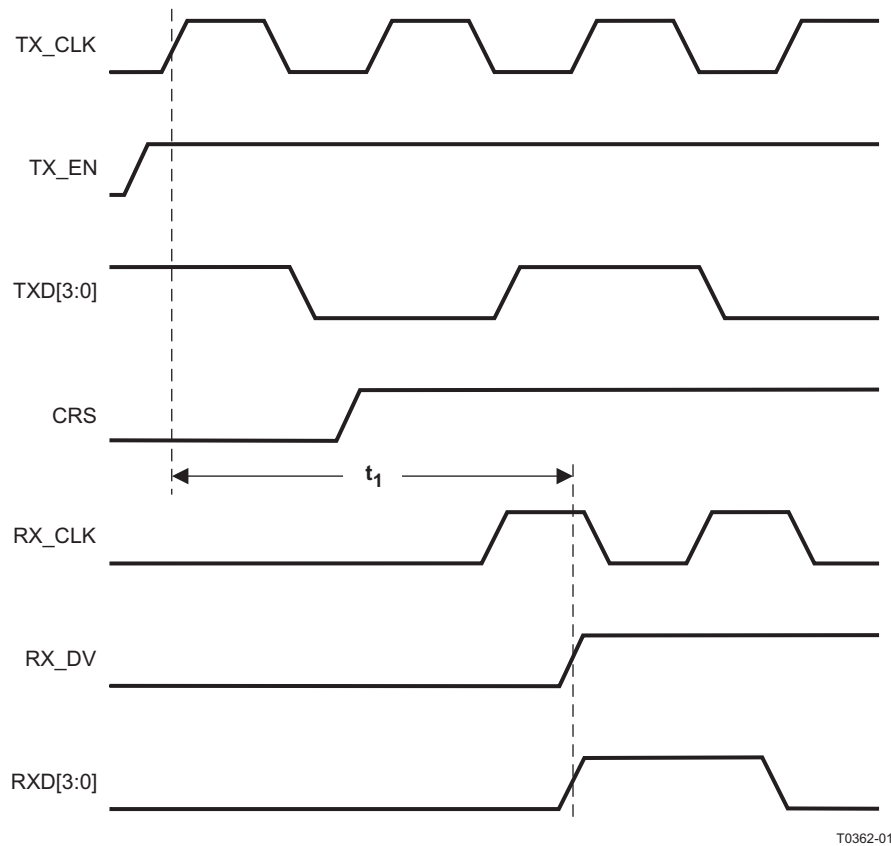 TX_CLK
TX_EN
TXD[3:0]
CRS
t1
RX_CLK
RX_DV
RXD[3:0]
T0362-01